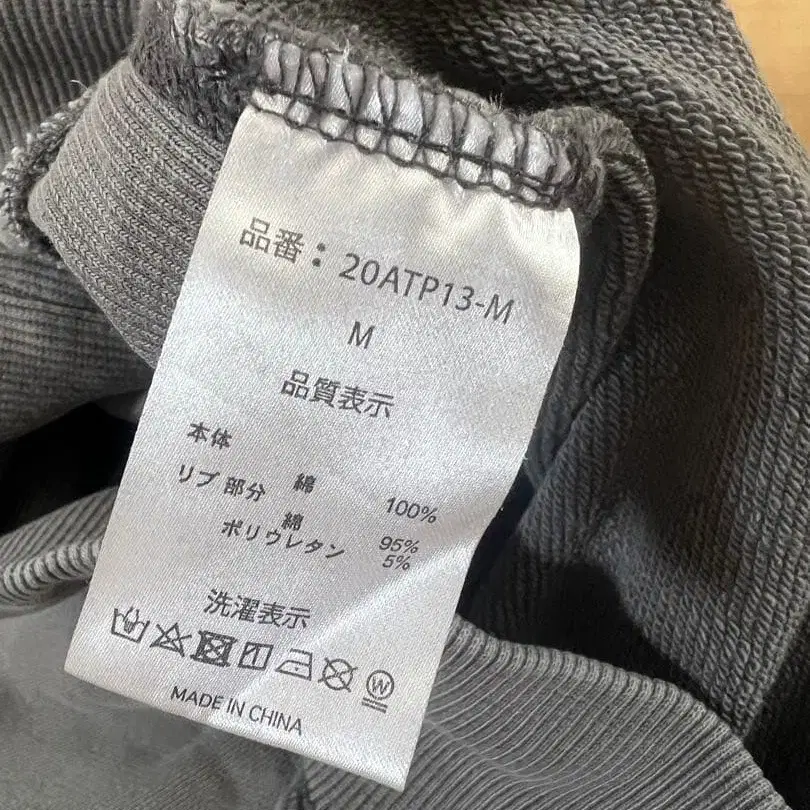 品番：20ATP13-M
M
品質表示
本体
綿 100%
リブ部分
綿 95%
ポリウレタン 5%
洗濯表示
W
MADE IN CHINA